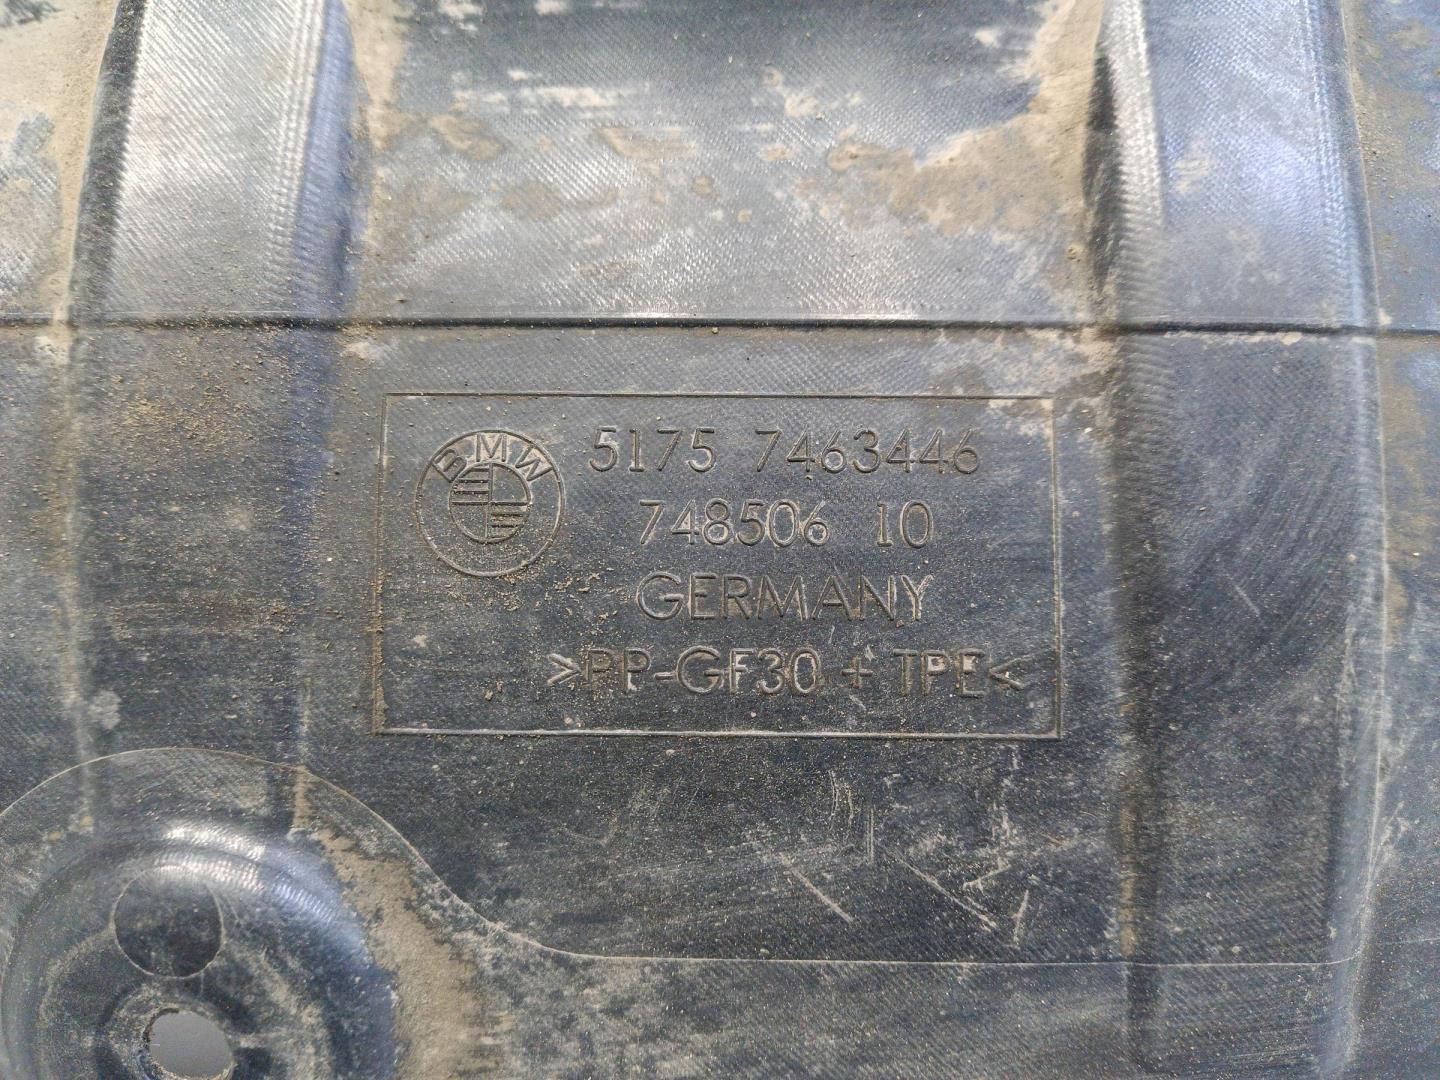 BMW
5175 7463446
748506 10
GERMANY
>PP-GF30 + TPE<